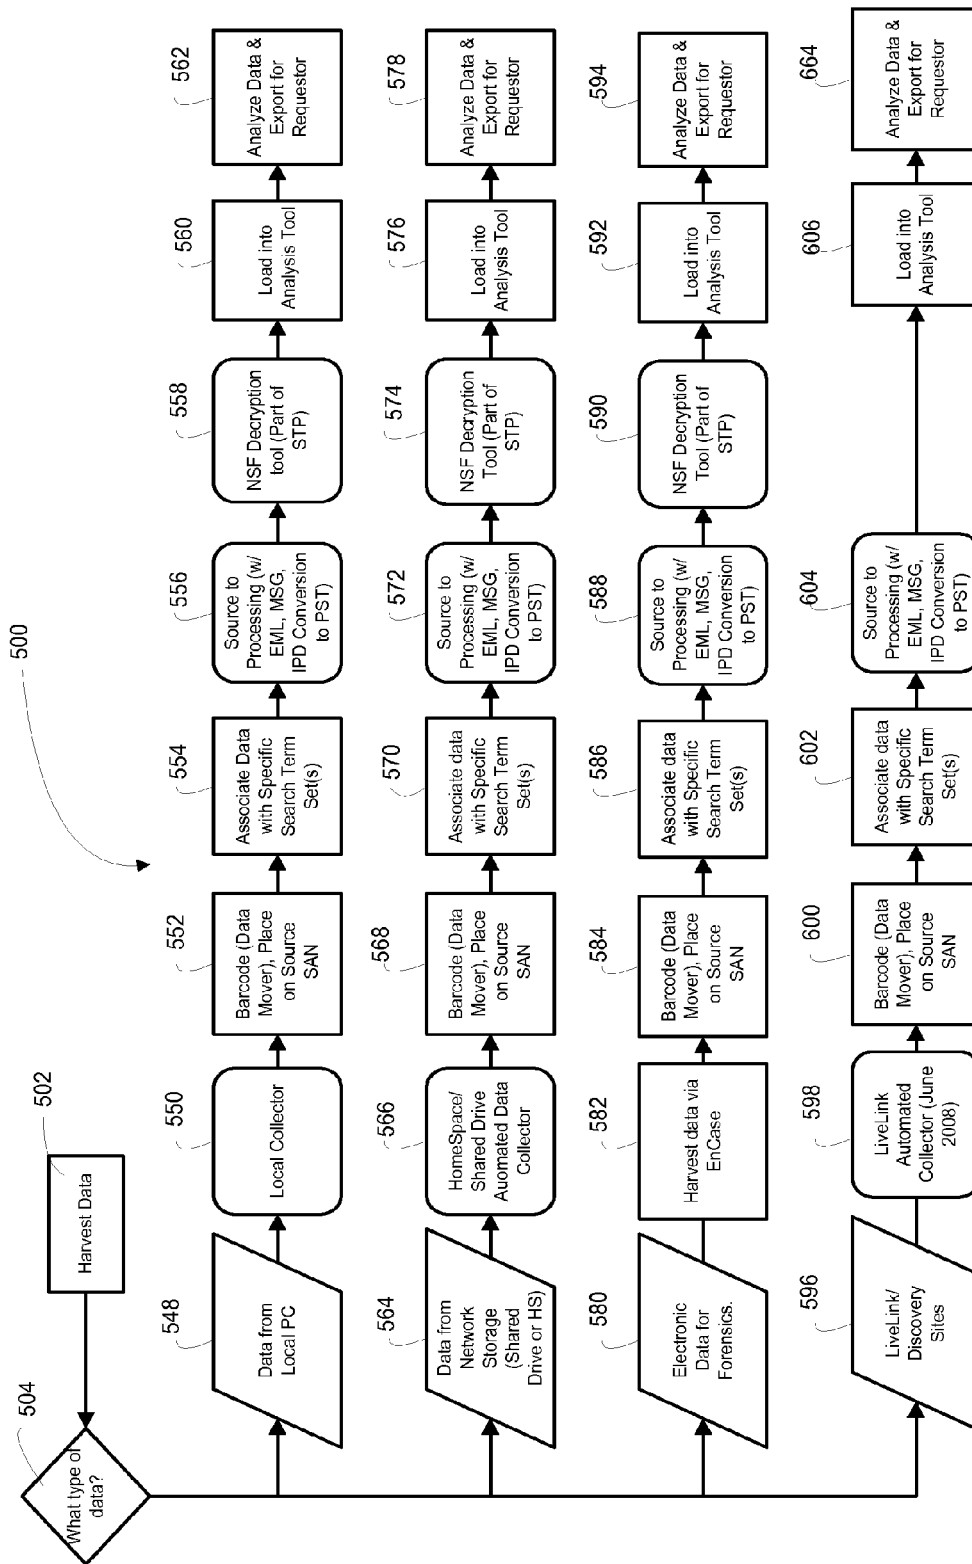 500
502
Harvest Data
504
What type of
data?
548
Data from
Local PC
550
Local Collector
552
Barcode (Data
Mover), Place
on Source
SAN
554
Associate Data
with Specific
Search Term
Set(s)
556
Source to
Processing (w/
EML, MSG,
IPD Conversion
to PST)
558
NSF Decryption
tool (Part of
STP)
560
Load into
Analysis Tool
562
Analyze Data &
Export for
Requestor
564
Data from
Network
Storage
(Shared
Drive or HS)
566
HomeSpace/
Shared Drive
Auomated Data
Collector
568
Barcode (Data
Mover), Place
on Source
SAN
570
Associate data
with Specific
Search Term
Set(s)
572
Source to
Processing (w/
EML, MSG,
IPD Conversion
to PST)
574
NSF Decryption
Tool (Part of
STP)
576
Load into
Analysis Tool
578
Analyze Data &
Export for
Requestor
580
Electronic
Data for
Forensics.
582
Harvest data via
EnCase
584
Barcode (Data
Mover), Place
on Source
SAN
586
Associate data
with Specific
Search Term
Set(s)
588
Source to
Processing (w/
EML, MSG,
IPD Conversion
to PST)
590
NSF Decryption
Tool (Part of
STP)
592
Load into
Analysis Tool
594
Analyze Data &
Export for
Requestor
596
LiveLink/
Discovery
Sites
598
LiveLink
Automated
Collector (June
2008)
600
Barcode (Data
Mover), Place
on Source
SAN
602
Associate data
with Specific
Search Term
Set(s)
604
Source to
Processing (w/
EML, MSG,
IPD Conversion
to PST)
606
Load into
Analysis Tool
664
Analyze Data &
Export for
Requestor